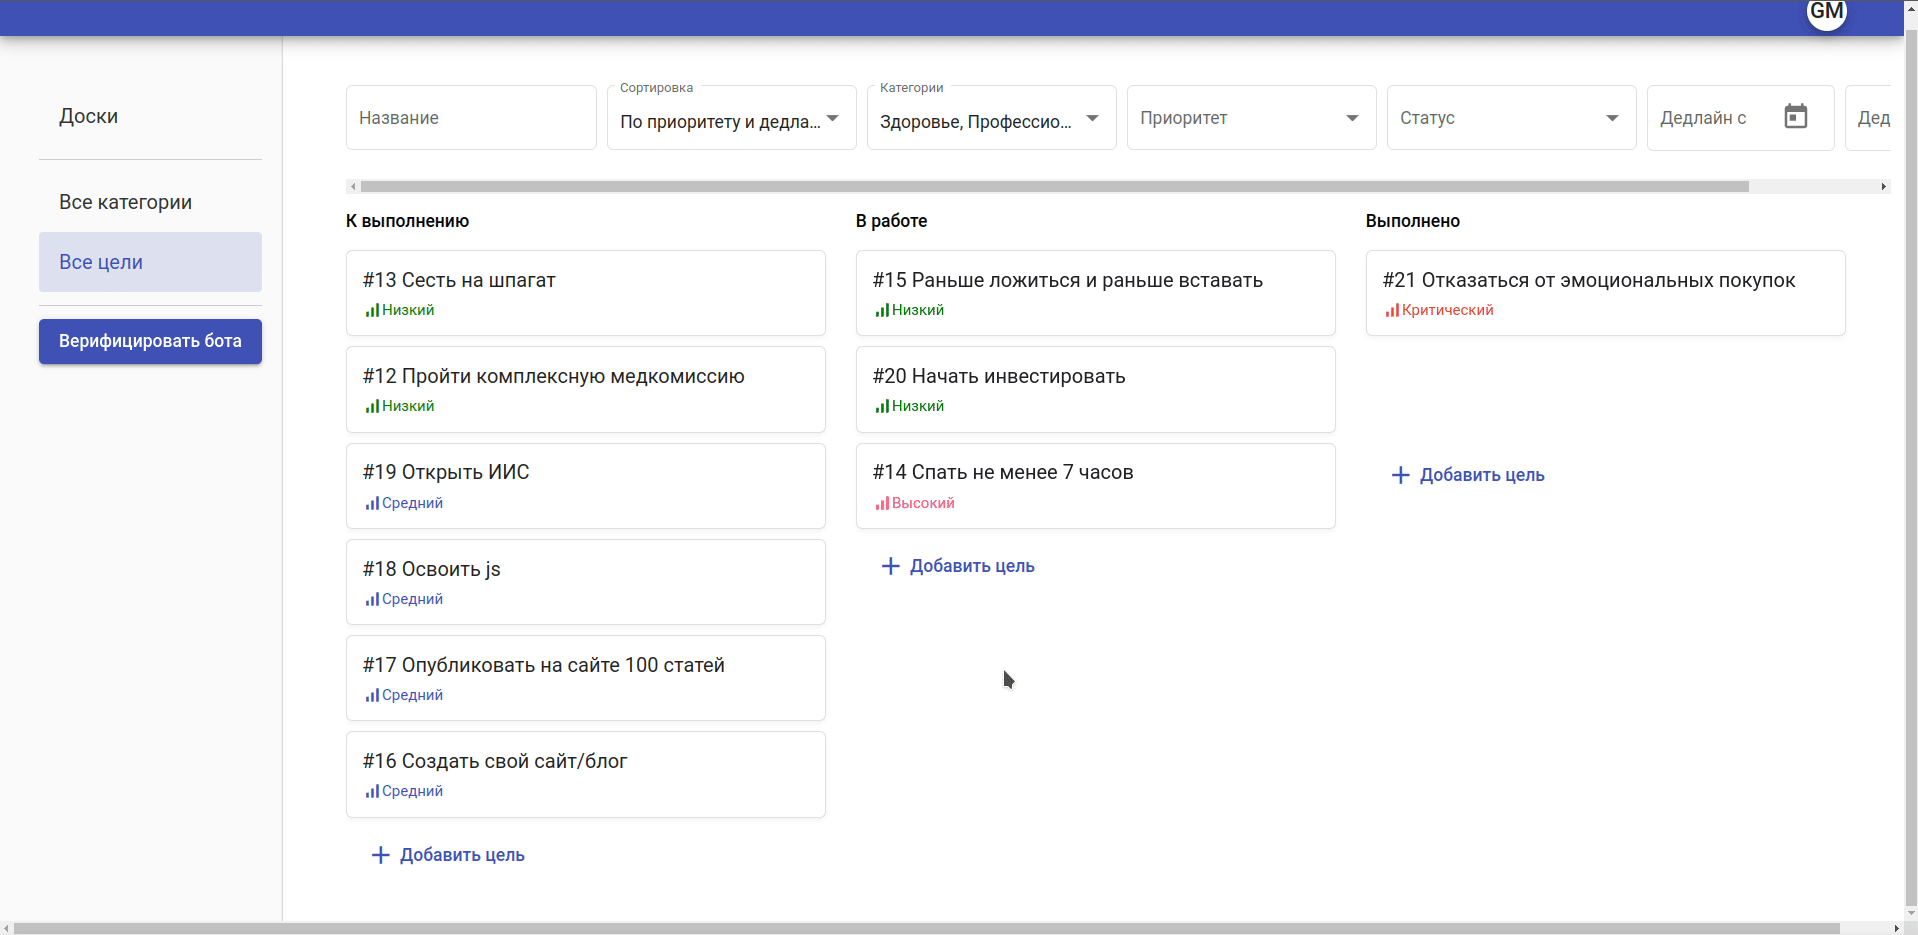 GM
Доски
Все категории
Все цели
Верифицировать бота
Название
Сортировка
По приоритету и дедла...
Категории
Здоровье, Профессио...
Приоритет
Статус
Дедлайн с
Дед
К выполнению
#13 Сесть на шпагат
Низкий
#12 Пройти комплексную медкомиссию
Низкий
#19 Открыть ИИС
Средний
#18 Освоить js
Средний
#17 Опубликовать на сайте 100 статей
Средний
#16 Создать свой сайт/блог
Средний
Добавить цель
В работе
#15 Раньше ложиться и раньше вставать
Низкий
#20 Начать инвестировать
Низкий
#14 Спать не менее 7 часов
Высокий
Добавить цель
Выполнено
#21 Отказаться от эмоциональных покупок
Критический
Добавить цель